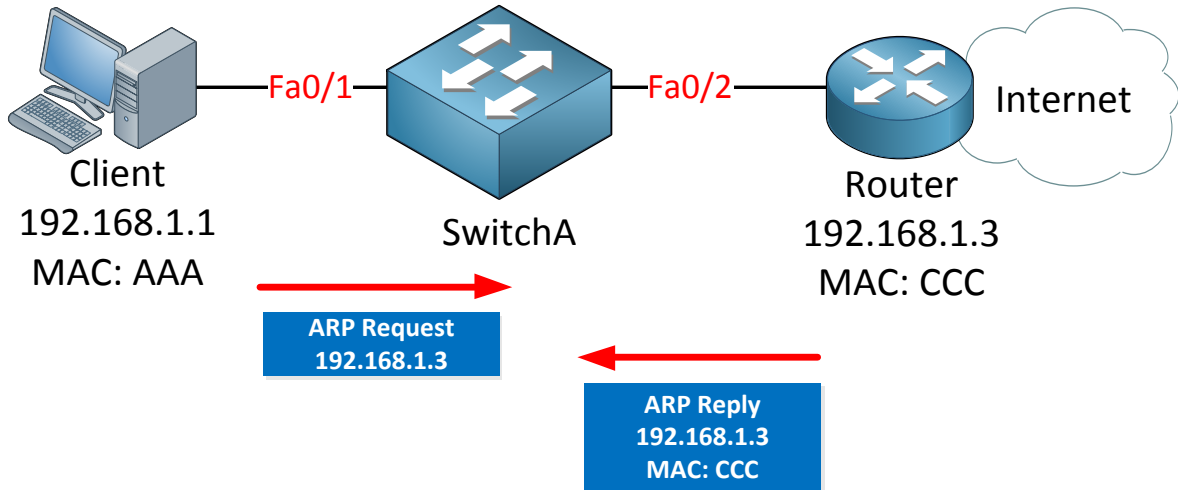 Fa0/1
Fa0/2
Internet
Client
192.168.1.1
MAC: AAA
SwitchA
Router
192.168.1.3
MAC: CCC
ARP Request
192.168.1.3
ARP Reply
192.168.1.3
MAC: CCC